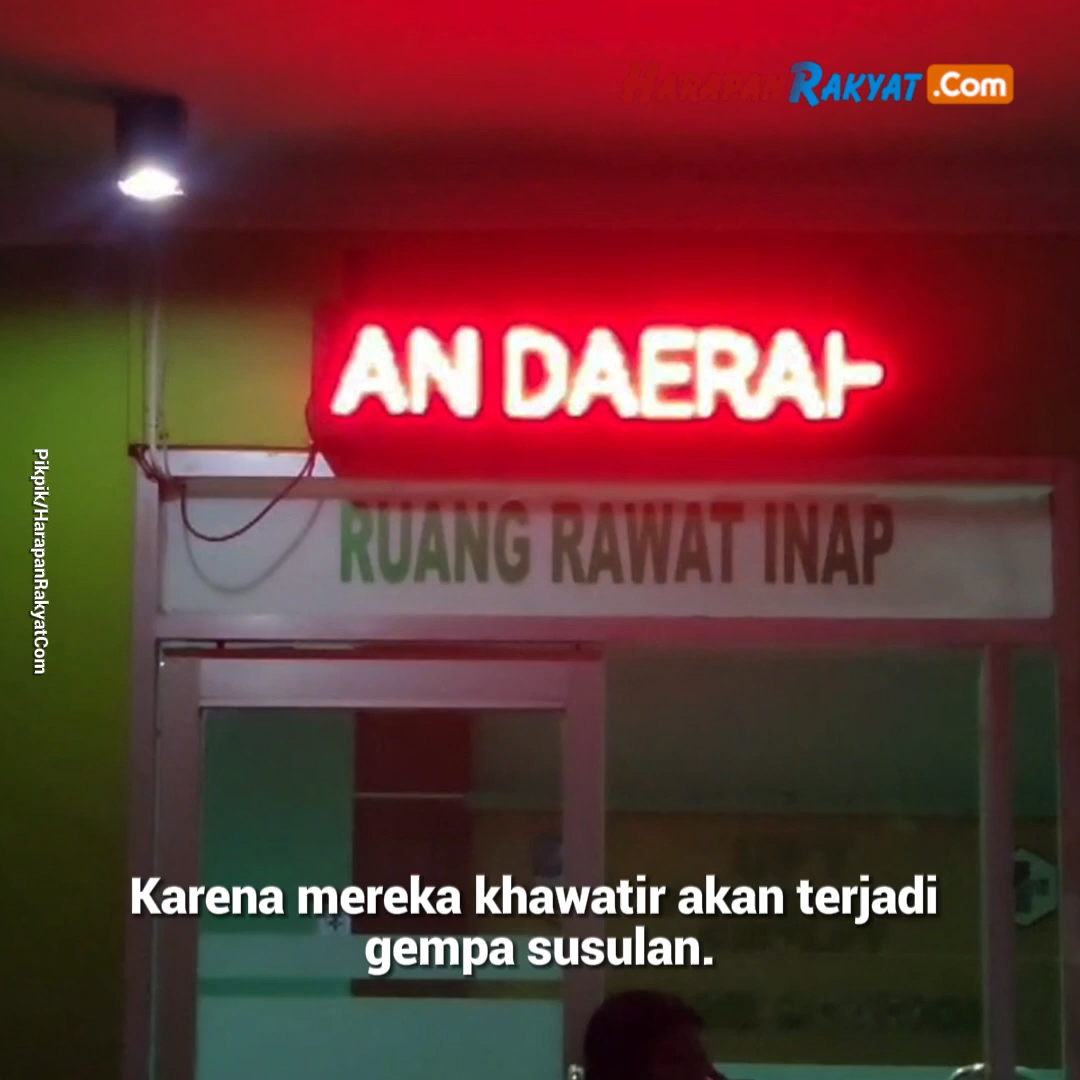 HARAPANRAKYAT.Com
AN DAERAH
RUANG RAWAT INAP
Pikpik/HarapanRakyatCom
Karena mereka khawatir akan terjadi
gempa susulan.